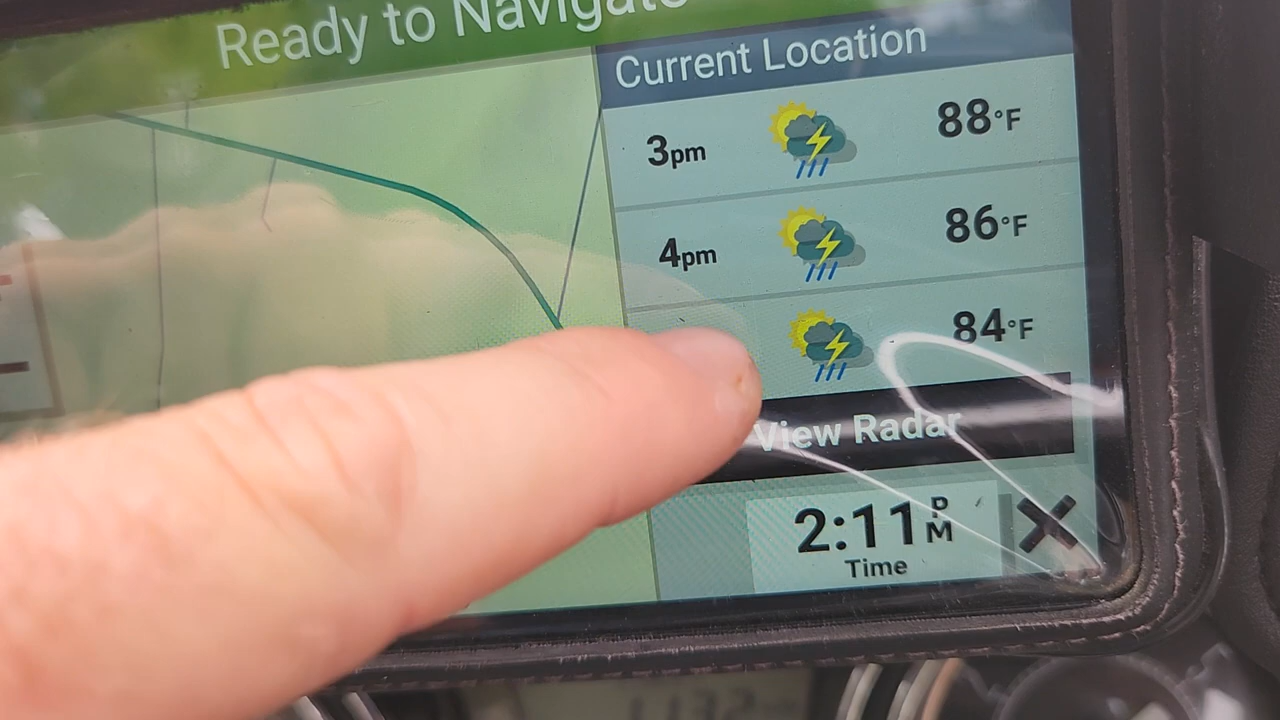 Ready to Navigate
Current Location
3pm 88°F
4pm 86°F
84°F
View Radar
2:11 PM
Time